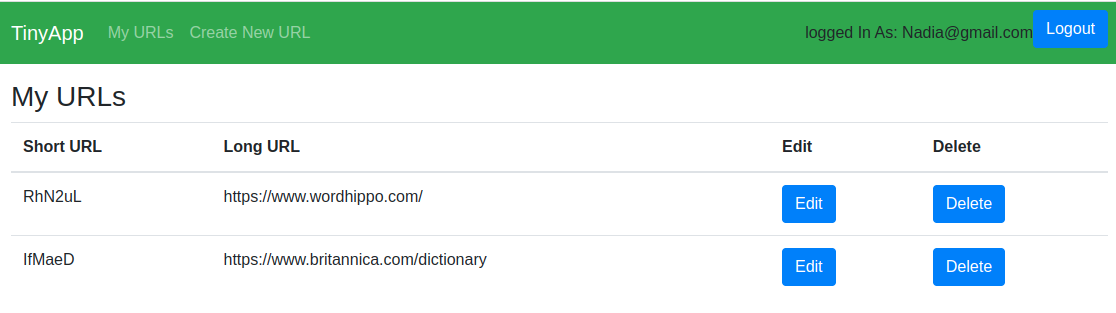 TinyApp My URLs Create New URL logged In As: Nadia@gmail.com Logout
My URLs
Short URL Long URL Edit Delete
RhN2uL https://www.wordhippo.com/ Edit Delete
IfMaeD https://www.britannica.com/dictionary Edit Delete